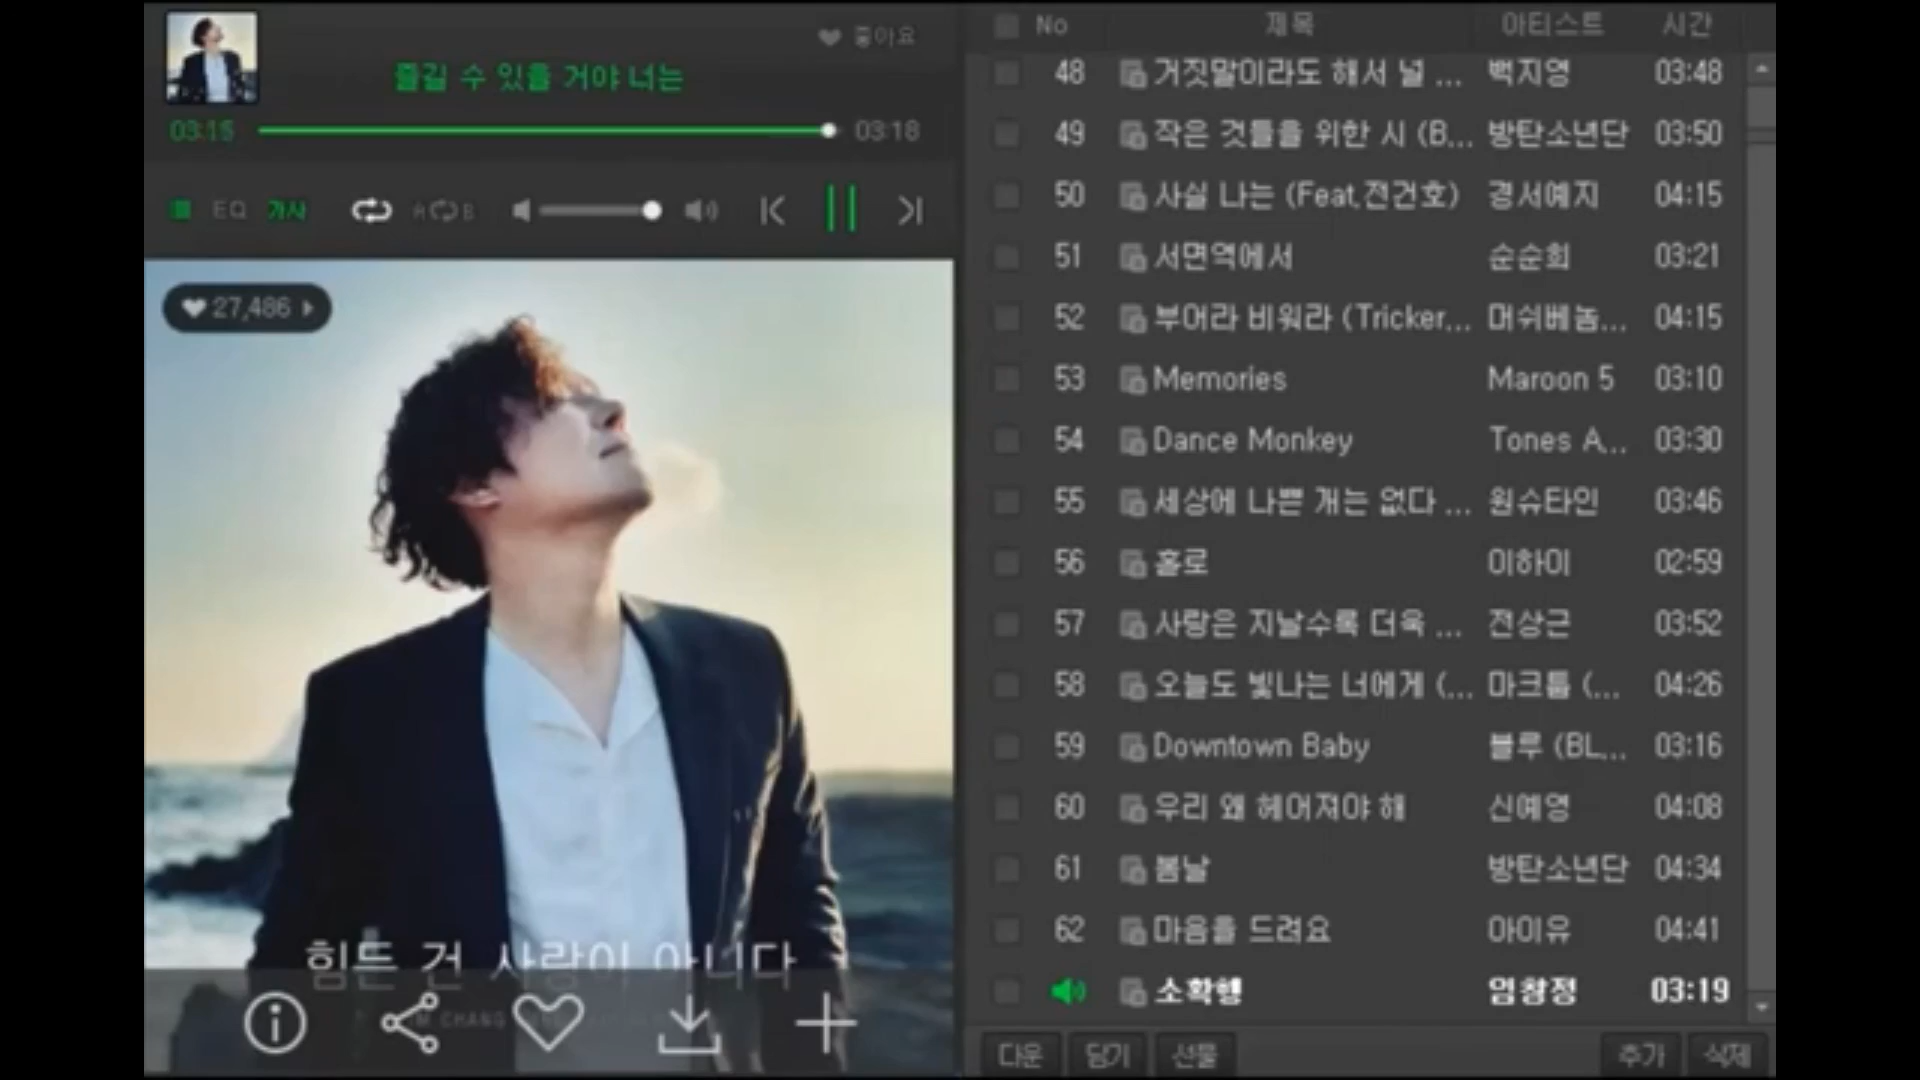 좋아요
즐길 수 있을 거야 너는
03:15 03:18
EQ 가사 A B
27,486
힘든 건 사랑이 아니다
다운 담기 선물 추가 삭제
No 제목 아티스트 시간
48 거짓말이라도 해서 널 ... 백지영 03:48
49 작은 것들을 위한 시 (B... 방탄소년단 03:50
50 사실 나는 (Feat.전건호) 경서예지 04:15
51 서면역에서 순순희 03:21
52 부어라 비워라 (Tricker... 머쉬베놈... 04:15
53 Memories Maroon 5 03:10
54 Dance Monkey Tones A... 03:30
55 세상에 나쁜 개는 없다 ... 원슈타인 03:46
56 홀로 이하이 02:59
57 사랑은 지날수록 더욱 ... 전상근 03:52
58 오늘도 빛나는 너에게 (... 마크툽 (... 04:26
59 Downtown Baby 블루 (BL... 03:16
60 우리 왜 헤어져야 해 신예영 04:08
61 봄날 방탄소년단 04:34
62 마음을 드려요 아이유 04:41
소확행 임창정 03:19